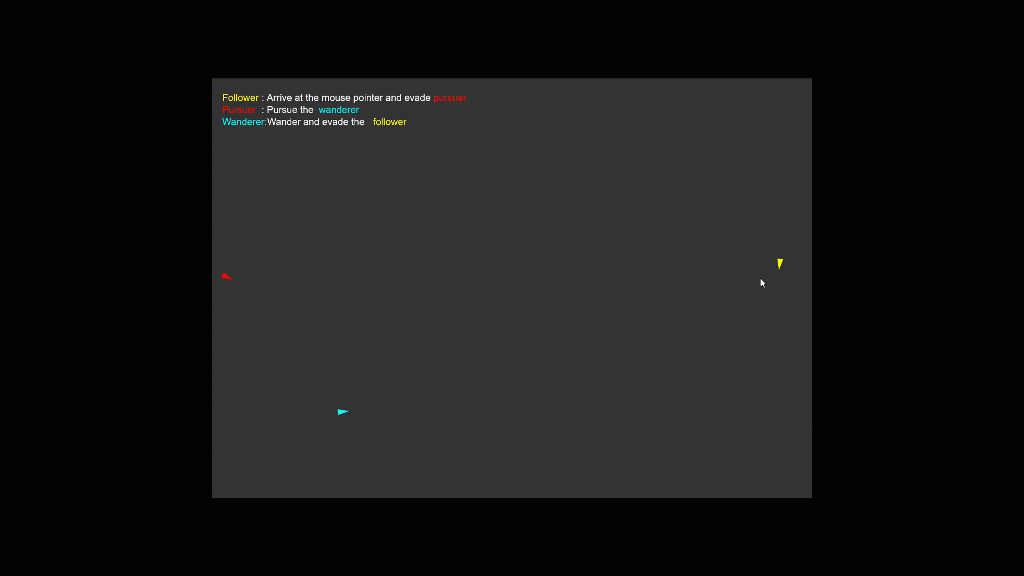 Follower : Arrive at the mouse pointer and evade pursuer
Pursuer : Pursue the wanderer
Wanderer:Wander and evade the follower